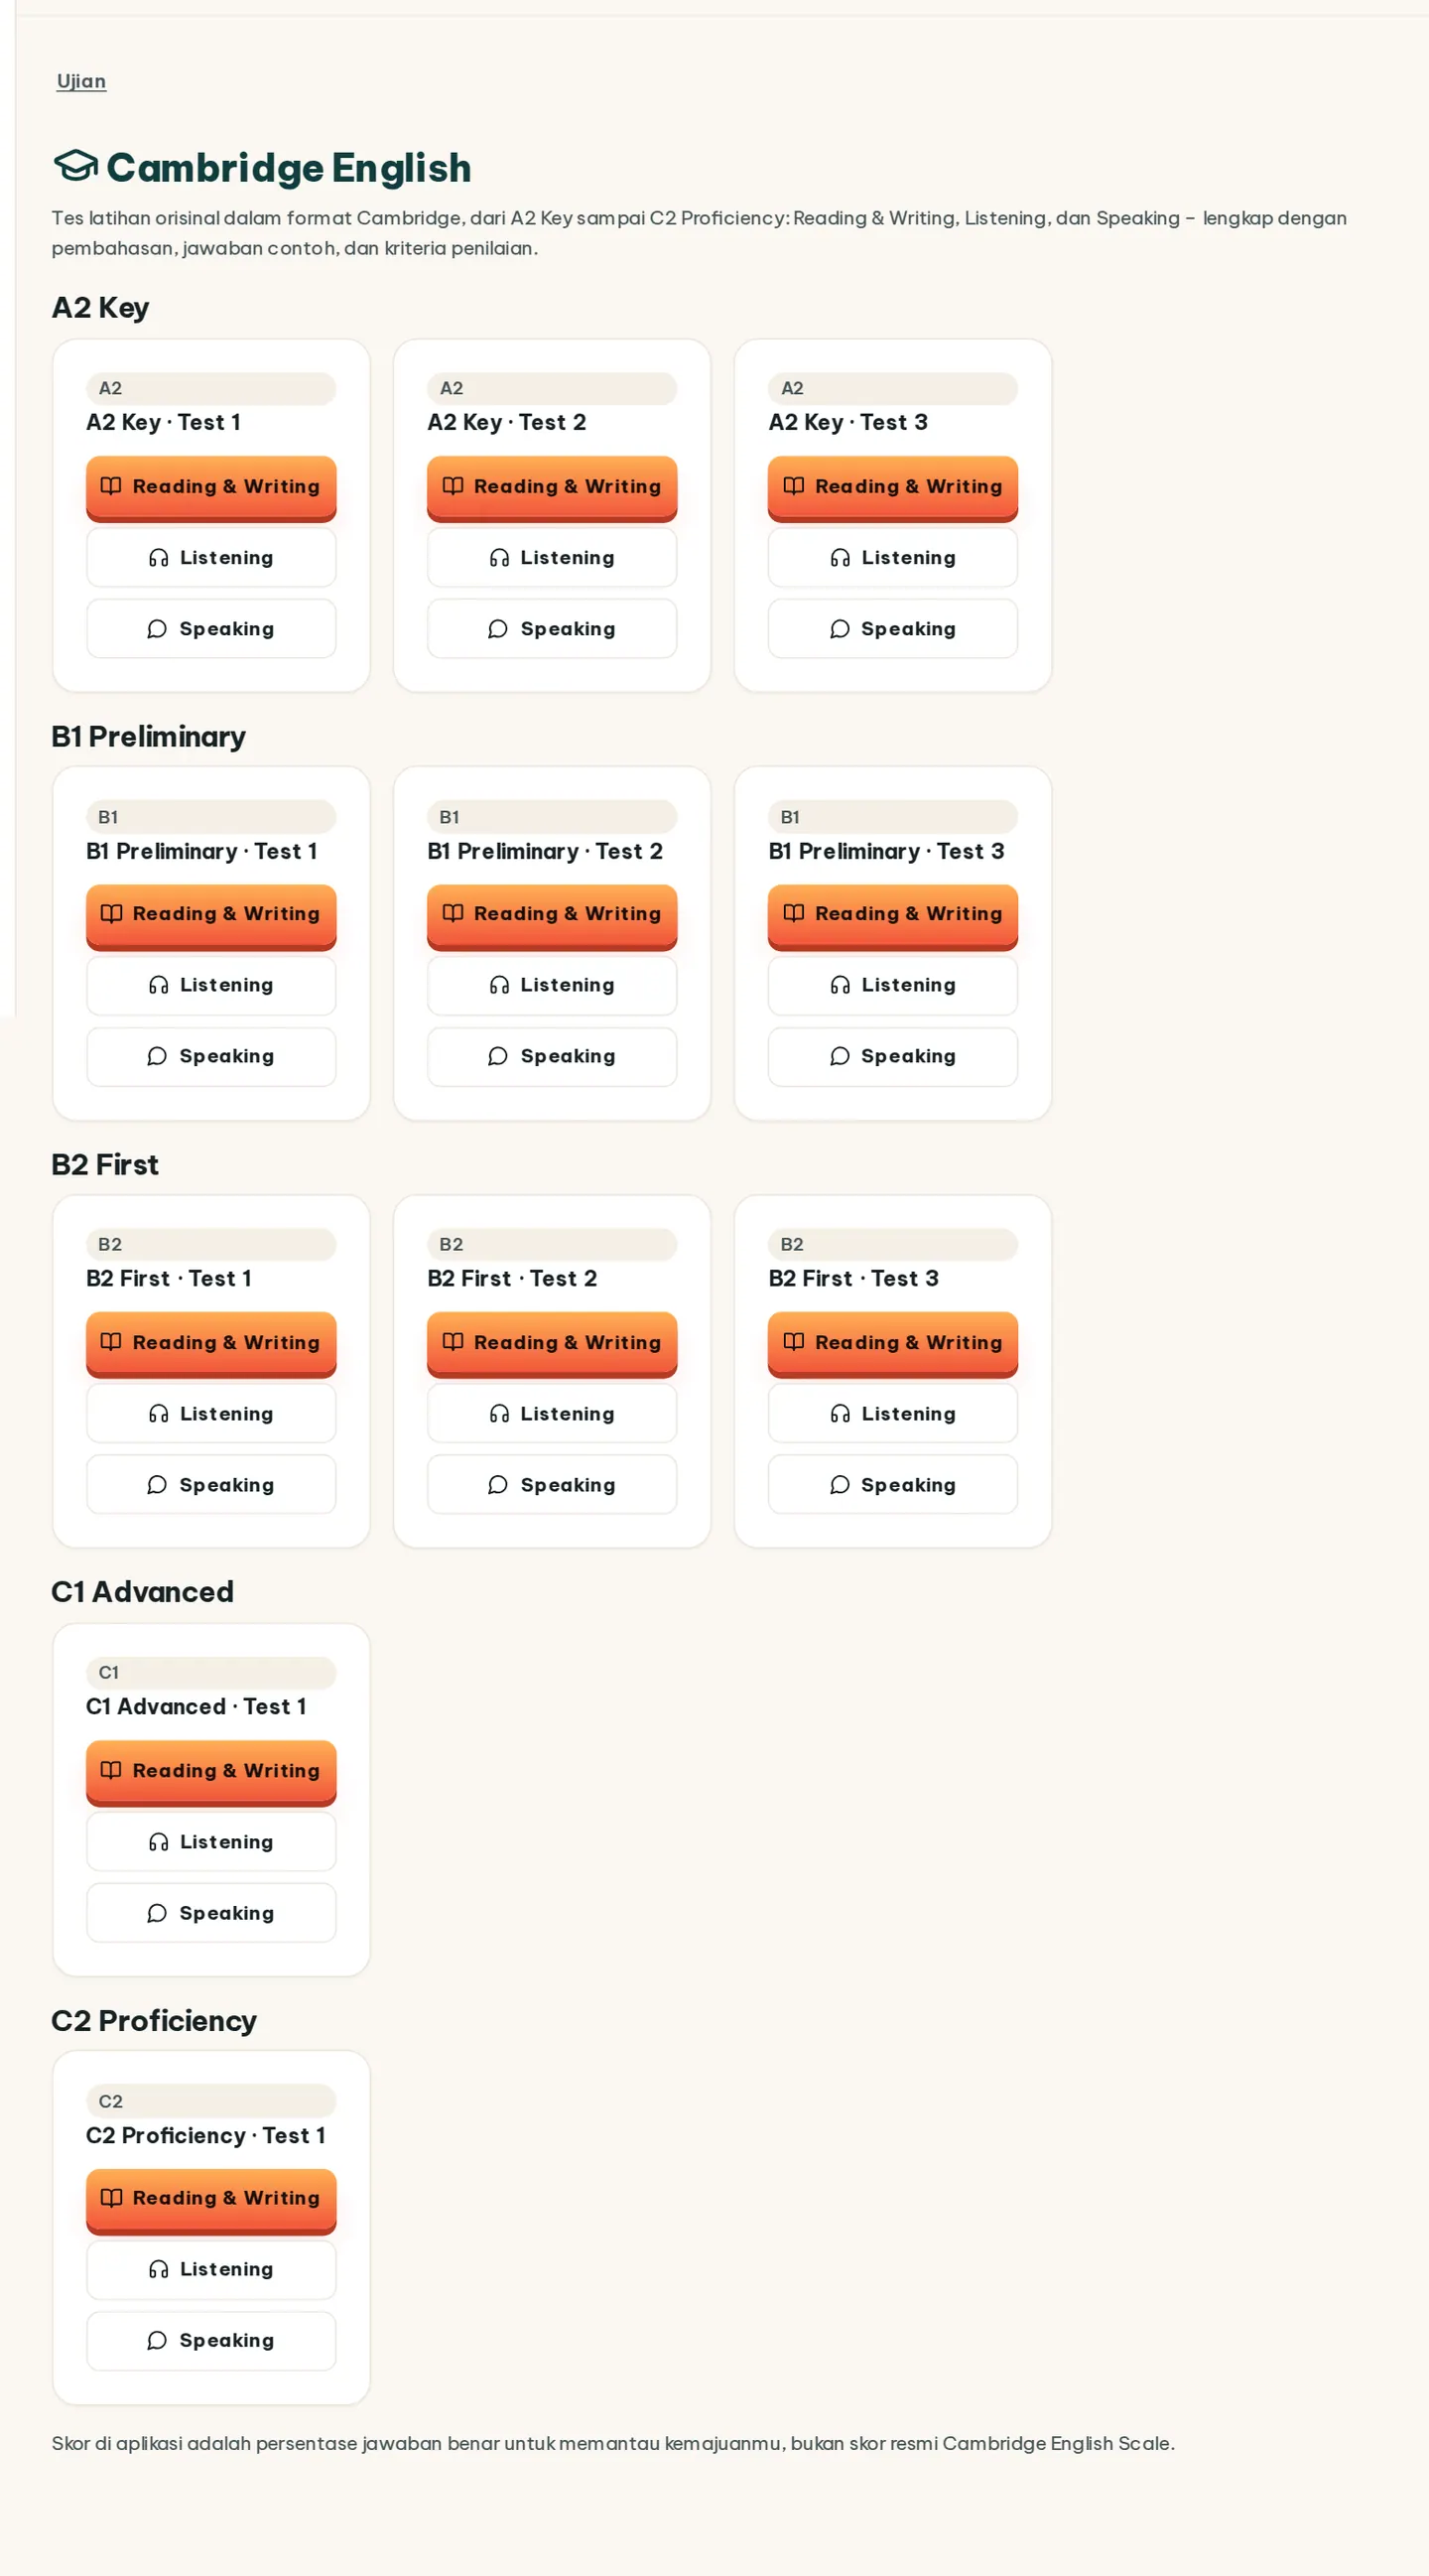 Ujian
Cambridge English
Tes latihan orisinal dalam format Cambridge, dari A2 Key sampai C2 Proficiency: Reading & Writing, Listening, dan Speaking – lengkap dengan
pembahasan, jawaban contoh, dan kriteria penilaian.
A2 Key
A2
A2 Key · Test 1
Reading & Writing
Listening
Speaking
A2
A2 Key · Test 2
Reading & Writing
Listening
Speaking
A2
A2 Key · Test 3
Reading & Writing
Listening
Speaking
B1 Preliminary
B1
B1 Preliminary · Test 1
Reading & Writing
Listening
Speaking
B1
B1 Preliminary · Test 2
Reading & Writing
Listening
Speaking
B1
B1 Preliminary · Test 3
Reading & Writing
Listening
Speaking
B2 First
B2
B2 First · Test 1
Reading & Writing
Listening
Speaking
B2
B2 First · Test 2
Reading & Writing
Listening
Speaking
B2
B2 First · Test 3
Reading & Writing
Listening
Speaking
C1 Advanced
C1
C1 Advanced · Test 1
Reading & Writing
Listening
Speaking
C2 Proficiency
C2
C2 Proficiency · Test 1
Reading & Writing
Listening
Speaking
Skor di aplikasi adalah persentase jawaban benar untuk memantau kemajuanmu, bukan skor resmi Cambridge English Scale.